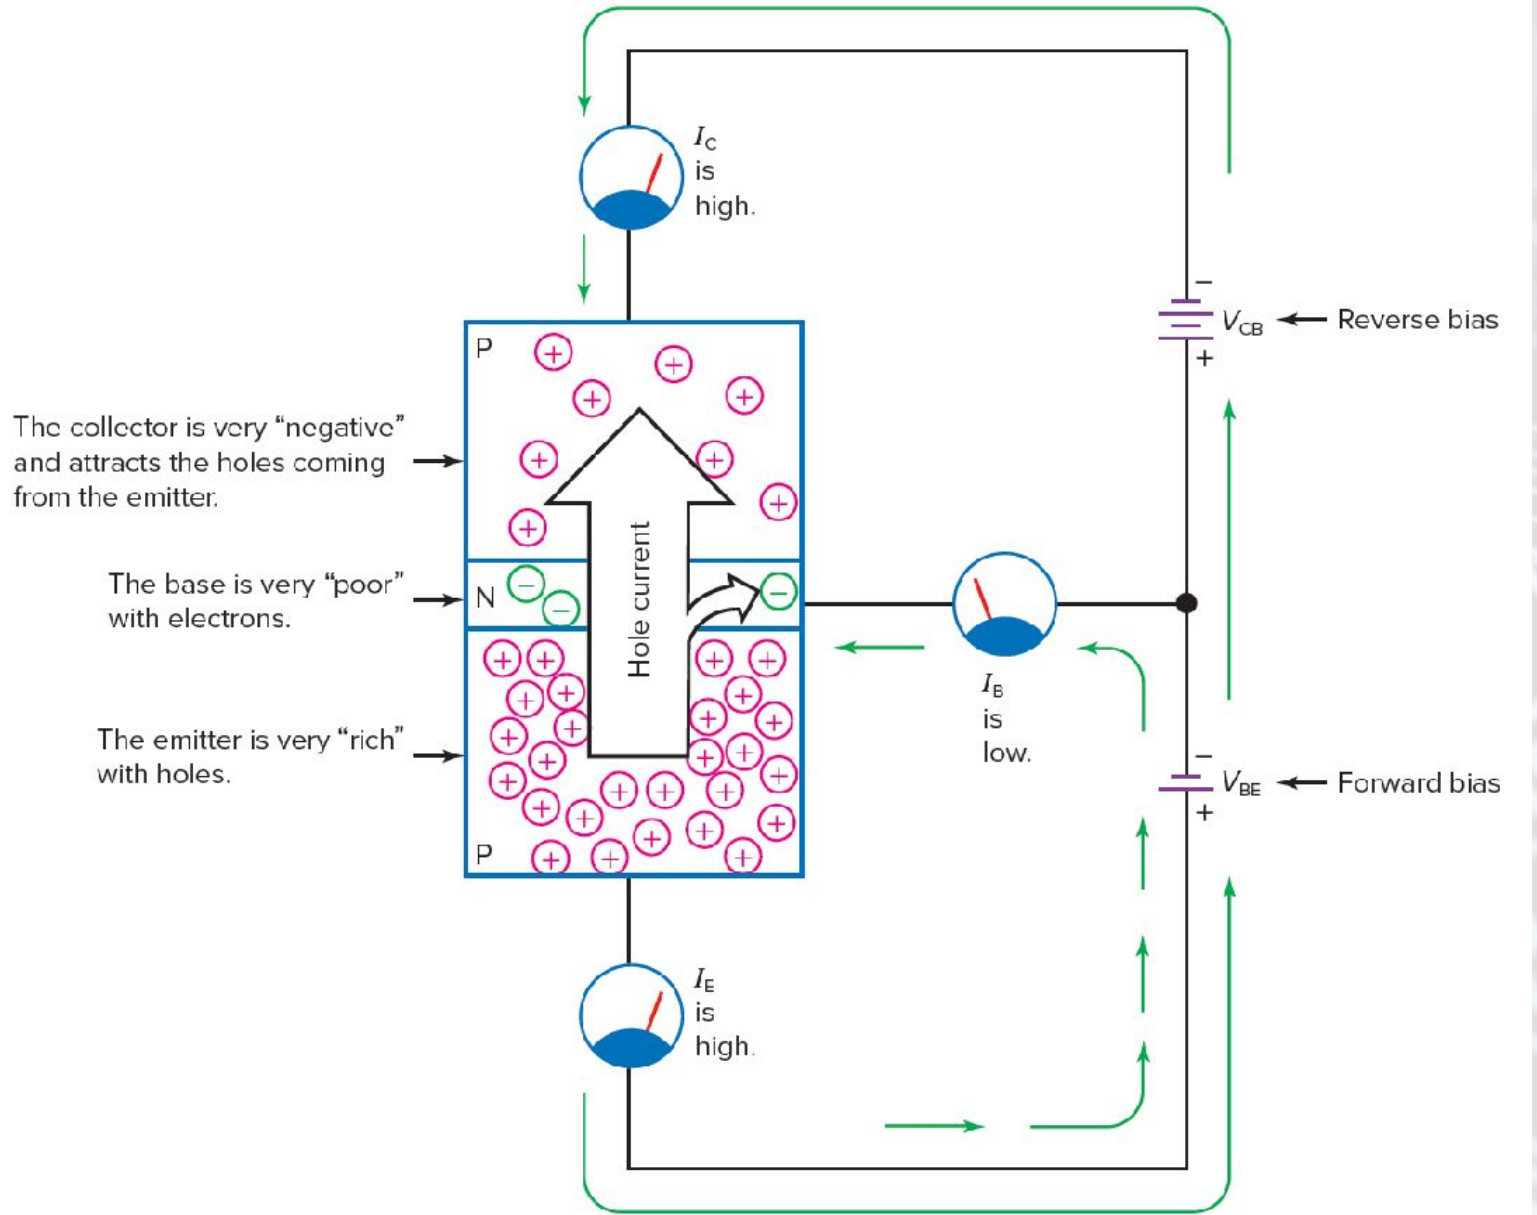 I_C
is
high.
−
V_CB
Reverse bias
+
P
The collector is very “negative”
and attracts the holes coming
from the emitter.
Hole current
The base is very “poor”
with electrons.
N
I_B
is
low.
The emitter is very “rich”
with holes.
−
V_BE
Forward bias
+
P
I_E
is
high.